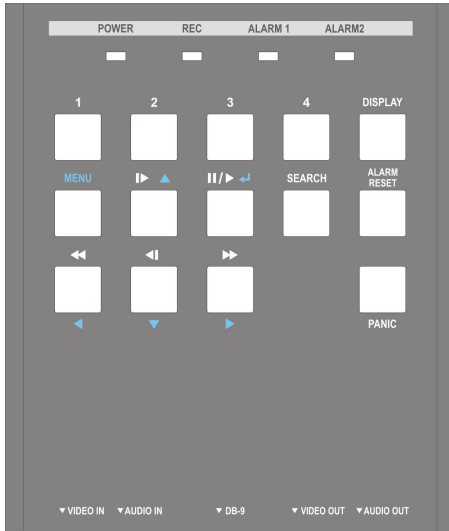 POWER REC ALARM 1 ALARM2
1 2 3 4 DISPLAY
MENU SEARCH ALARM
RESET
PANIC
VIDEO IN AUDIO IN DB-9 VIDEO OUT AUDIO OUT